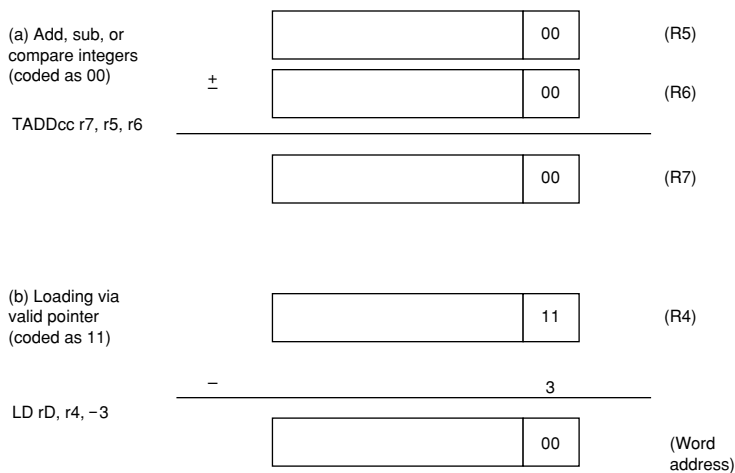 (a) Add, sub, or
compare integers
(coded as 00)
TADDcc r7, r5, r6
00
(R5)
±
00
(R6)
00
(R7)
(b) Loading via
valid pointer
(coded as 11)
LD rD, r4, −3
11
(R4)
−
3
00
(Word
address)